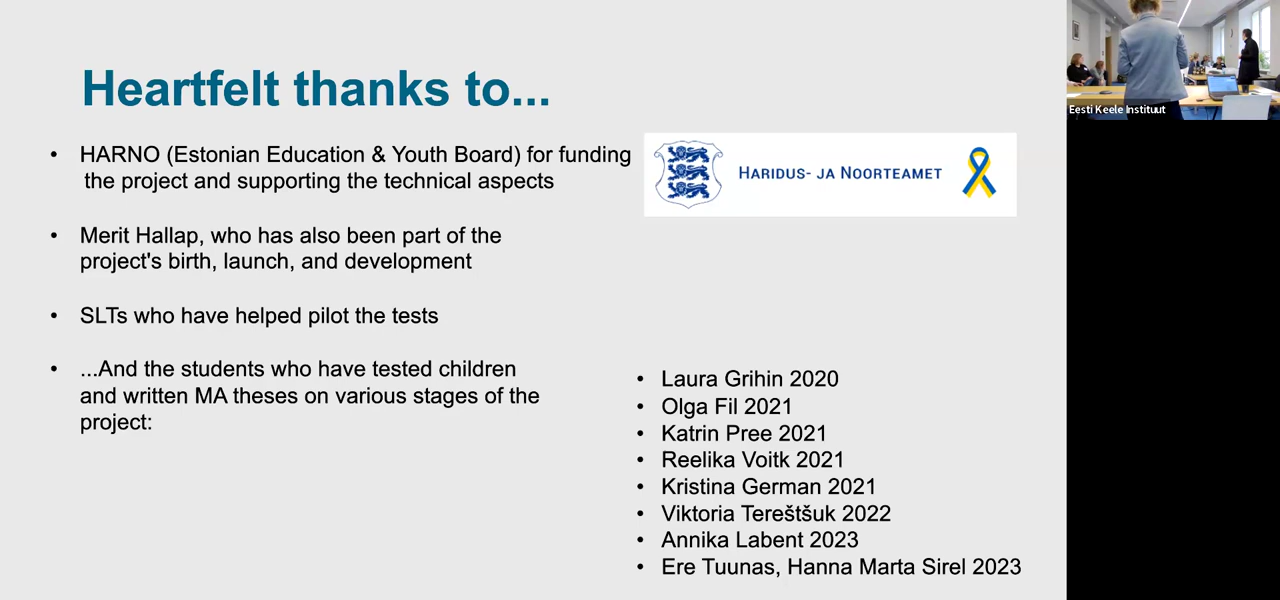 Heartfelt thanks to...
• HARNO (Estonian Education & Youth Board) for funding
the project and supporting the technical aspects
• Merit Hallap, who has also been part of the
project's birth, launch, and development
• SLTs who have helped pilot the tests
• ...And the students who have tested children
and written MA theses on various stages of the
project:
HARIDUS- JA NOORTEAMET
• Laura Grihin 2020
• Olga Fil 2021
• Katrin Pree 2021
• Reelika Voitk 2021
• Kristina German 2021
• Viktoria Tereštšuk 2022
• Annika Labent 2023
• Ere Tuunas, Hanna Marta Sirel 2023
Eesti Keele Instituut